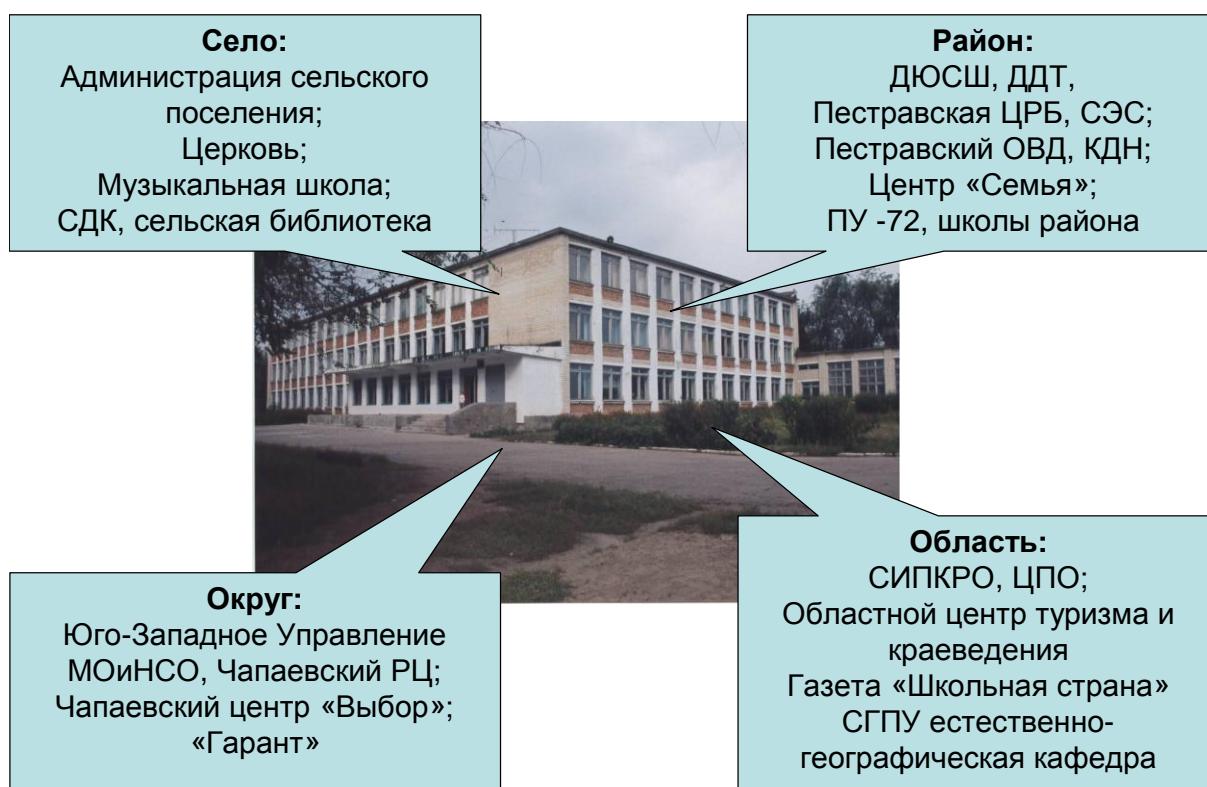 Село:
Администрация сельского
поселения;
Церковь;
Музыкальная школа;
СДК, сельская библиотека
Район:
ДЮСШ, ДДТ,
Пестравская ЦРБ, СЭС;
Пестравский ОВД, КДН;
Центр «Семья»;
ПУ -72, школы района
Округ:
Юго-Западное Управление
МОиНСО, Чапаевский РЦ;
Чапаевский центр «Выбор»;
«Гарант»
Область:
СИПКРО, ЦПО;
Областной центр туризма и
краеведения
Газета «Школьная страна»
СГПУ естественно-
географическая кафедра